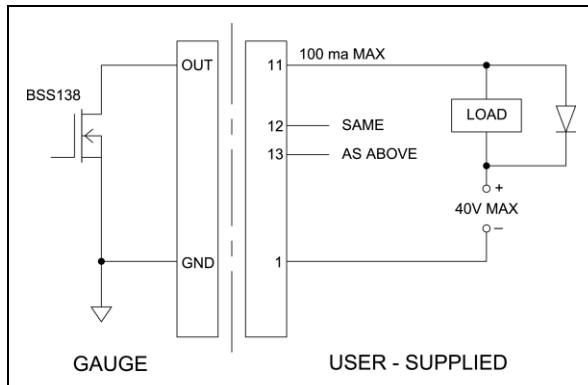 OUT
11
100 ma MAX
BSS138
LOAD
12
SAME
13
AS ABOVE
+
40V MAX
–
GND
1
GAUGE
USER - SUPPLIED